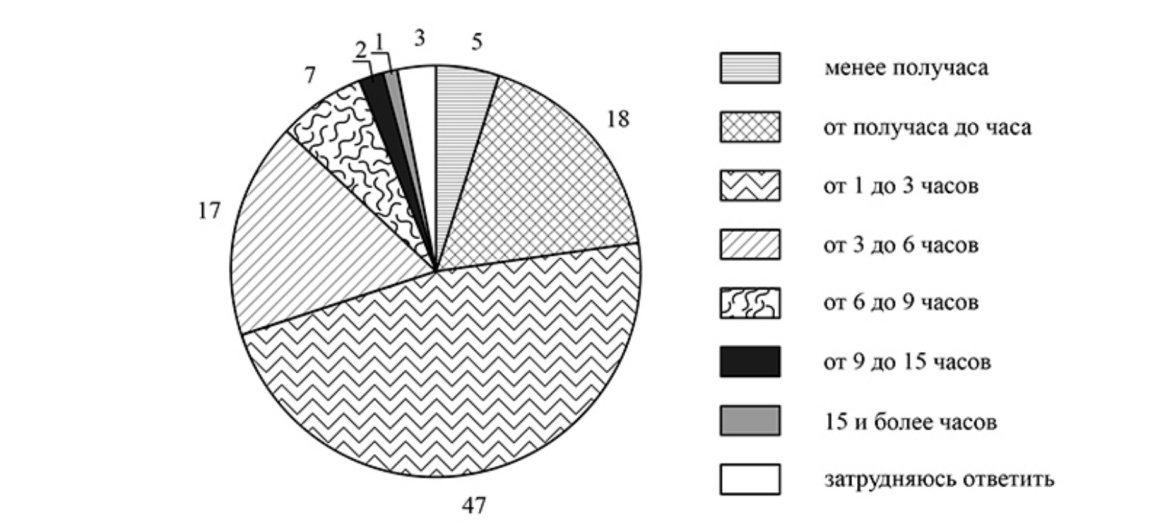 3
5
1
2
7
18
17
47
менее получаса
от получаса до часа
от 1 до 3 часов
от 3 до 6 часов
от 6 до 9 часов
от 9 до 15 часов
15 и более часов
затрудняюсь ответить